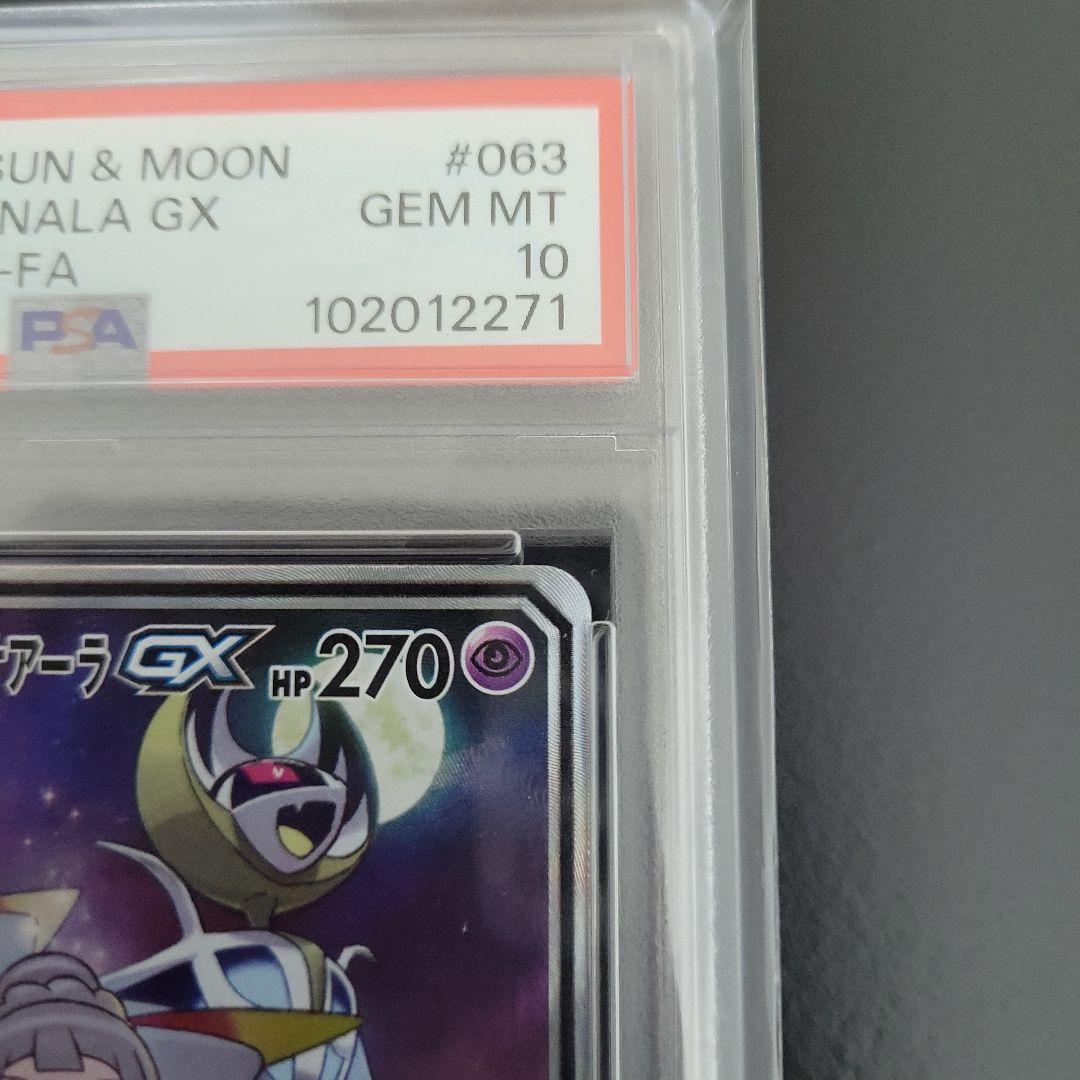 SUN & MOON #063
NALA GX GEM MT
-FA 10
PSA 102012271
アーラ GX HP 270